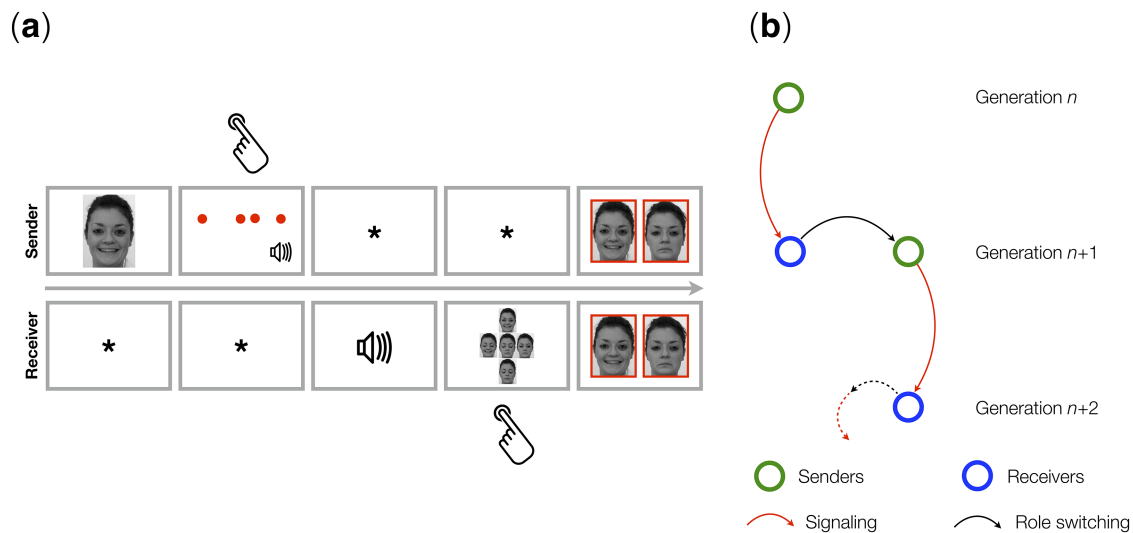 (a)
(b)
Sender
Receiver
Generation n
Generation n+1
Generation n+2
Senders
Receivers
Signaling
Role switching